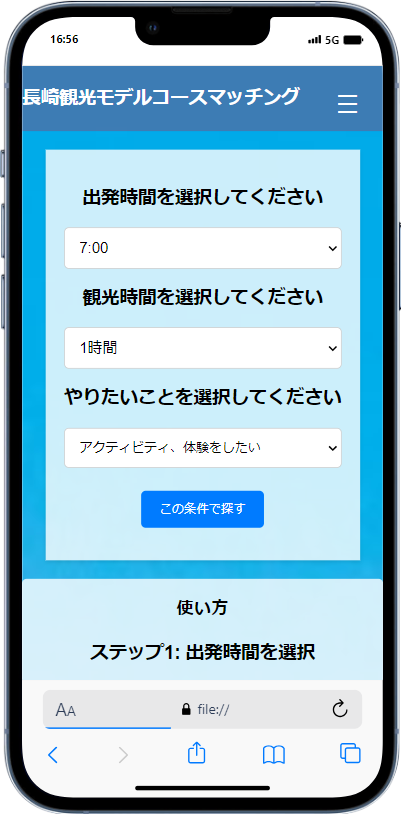 16:56
5G
長崎観光モデルコースマッチング
出発時間を選択してください
7:00
観光時間を選択してください
1時間
やりたいことを選択してください
アクティビティ、体験をしたい
この条件で探す
使い方
ステップ1: 出発時間を選択
AA
file://